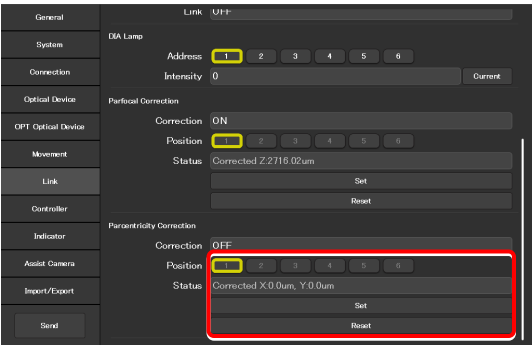 General
System
Connection
Optical Device
OPT Optical Device
Movement
Link
Controller
Indicator
Assist Camera
Import/Export
Send
Link OFF
DIA Lamp
Address 1 2 3 4 5 6
Intensity 0 Current
Parfocal Correction
Correction ON
Position 1 2 3 4 5 6
Status Corrected Z:2716.02um
Set
Reset
Parcentricity Correction
Correction OFF
Position 1 2 3 4 5 6
Status Corrected X:0.0um, Y:0.0um
Set
Reset